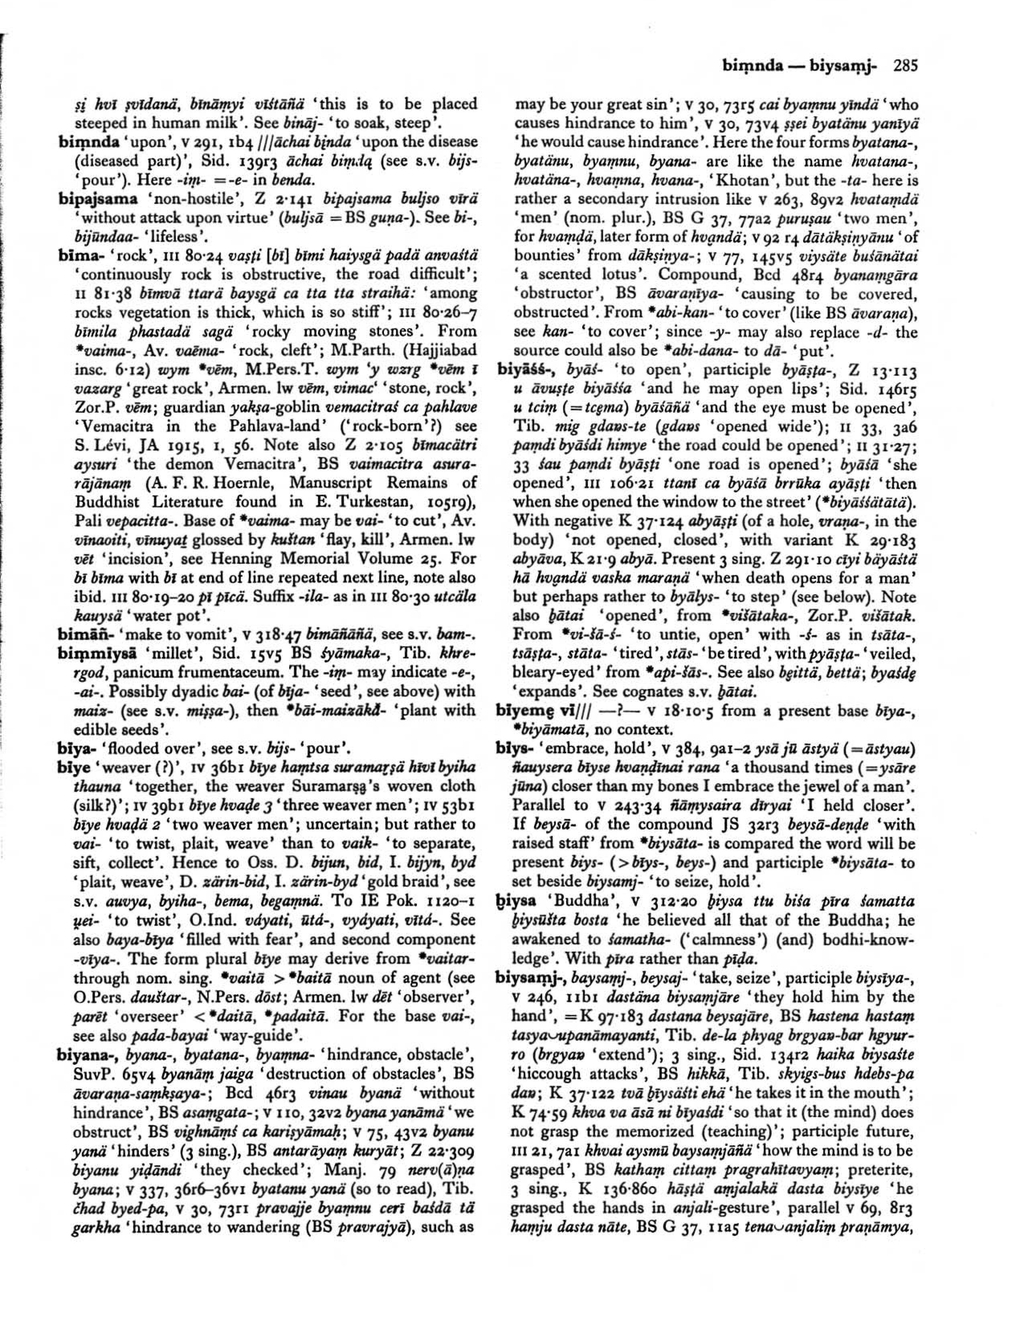 biṃnda — biysaṃj- 285
ṣi hvī ṣvīdanä, bīnāṃyi vīśtāñä ‘this is to be placed
steeped in human milk’. See bināj- ‘to soak, steep’.
biṃnda ‘upon’, V 291, 1b4 ///āchai bịnda ‘upon the disease
(diseased part)’, Sid. 139r3 āchai biṃ.dą (see s.v. bijs-
‘pour’). Here -iṃ- = -e- in benda.
bipajsama ‘non-hostile’, Z 2·141 bipajsama buljso vīrä
‘without attack upon virtue’ (buljsā = BS guṇa-). See bi-,
bijūndaa- ‘lifeless’.
bīma- ‘rock’, III 80·24 vaṣṭi [bī] bīmi haiysgä padä anvaśtä
‘continuously rock is obstructive, the road difficult’;
II 81·38 bīmvā ttarä baysgä ca tta tta straihä: ‘among
rocks vegetation is thick, which is so stiff’; III 80·26–7
bīmila phastadä sagä ‘rocky moving stones’. From
*vaima-, Av. vaēma- ‘rock, cleft’; M.Parth. (Hajjiabad
insc. 6·12) wym *vēm, M.Pers.T. wym ’y wzrg *vēm ī
vazarg ‘great rock’, Armen. lw vēm, vimac‘ ‘stone, rock’,
Zor.P. vēm; guardian yakṣa-goblin vemacitraś ca pahlave
‘Vemacitra in the Pahlava-land’ (‘rock-born’?) see
S. Lévi, JA 1915, 1, 56. Note also Z 2·105 bīmacätri
aysuri ‘the demon Vemacitra’, BS vaimacitra asura-
rājānaṃ (A. F. R. Hoernle, Manuscript Remains of
Buddhist Literature found in E. Turkestan, 105r9),
Pali vepacitta-. Base of *vaima- may be vai- ‘to cut’, Av.
vīnaoiti, vīnuyaṱ glossed by kuštan ‘flay, kill’, Armen. lw
vēt ‘incision’, see Henning Memorial Volume 25. For
bī bīma with bī at end of line repeated next line, note also
ibid. III 80·19–20 pī pīcä. Suffix -ila- as in III 80·30 utcäla
kauysä ‘water pot’.
bimāñ- ‘make to vomit’, V 318·47 bimāñāñä, see s.v. bam-.
biṃmīysā ‘millet’, Sid. 15v5 BS śyāmaka-, Tib. khre-
rgod, panicum frumentaceum. The -iṃ- may indicate -e-,
-ai-. Possibly dyadic bai- (of bīja- ‘seed’, see above) with
maiz- (see s.v. miṣṣa-), then *bāi-maizākā- ‘plant with
edible seeds’.
bīya- ‘flooded over’, see s.v. bijs- ‘pour’.
bīye ‘weaver (?)’, IV 36b1 bīye haṃtsa suramaṛṣä hīvī byiha
thauna ‘together, the weaver Suramarṣạ’s woven cloth
(silk?)’; IV 39b1 bīye hvaḍe 3 ‘three weaver men’; IV 53b1
bīye hvaḍä 2 ‘two weaver men’; uncertain; but rather to
vai- ‘to twist, plait, weave’ than to vaik- ‘to separate,
sift, collect’. Hence to Oss. D. bijun, bid, I. bijyn, byd
‘plait, weave’, D. zärin-bid, I. zärin-byd ‘gold braid’, see
s.v. auvya, byiha-, bema, begaṃnä. To IE Pok. 1120–1
u̯ei- ‘to twist’, O.Ind. váyati, ūtá-, vyáyati, vītá-. See
also baya-bīya ‘filled with fear’, and second component
-vīya-. The form plural bīye may derive from *vaitar-
through nom. sing. *vaitā > *baitā noun of agent (see
O.Pers. dauštar-, N.Pers. dōst; Armen. lw dēt ‘observer’,
parēt ‘overseer’ < *daitā, *padaitā. For the base vai-,
see also pada-bayai ‘way-guide’.
biyana-, byana-, byatana-, byaṃna- ‘hindrance, obstacle’,
SuvP. 65v4 byanāṃ jaiga ‘destruction of obstacles’, BS
āvaraṇa-saṃkṣaya-; Bcd 46r3 vinau byanä ‘without
hindrance’, BS asaṃgata-; V 110, 32v2 byana yanāmä ‘we
obstruct’, BS vighnāṃś ca kariṣyāmaḥ; V 75, 43v2 byanu
yanä ‘hinders’ (3 sing.), BS antarāyaṃ kuryāt; Z 22·309
biyanu yiḍāndi ‘they checked’; Manj. 79 nerv(ā)ṇa
byana; V 337, 36r6–36v1 byatanu yanä (so to read), Tib.
čhad byed-pa, V 30, 73r1 pravajje byaṃnu ceri baśdä tä
garkha ‘hindrance to wandering (BS pravrajyā), such as
may be your great sin’; V 30, 73r5 cai byaṃnu yīndä ‘who
causes hindrance to him’, V 30, 73v4 ṣṣei byatänu yanīyä
‘he would cause hindrance’. Here the four forms byatana-,
byatänu, byaṃnu, byana- are like the name hvatana-,
hvatäna-, hvaṃna, hvana-, ‘Khotan’, but the -ta- here is
rather a secondary intrusion like V 263, 89v2 hvataṃdä
‘men’ (nom. plur.), BS G 37, 77a2 puruṣau ‘two men’,
for hvaṃḍä, later form of hvąndä; V 92 r4 dātäkṣiṇyānu ‘of
bounties’ from dākṣiṇya-; V 77, 145v5 viysäte buśānätai
‘a scented lotus’. Compound, Bcd 48r4 byanaṃgāra
‘obstructor’, BS āvaraṇīya- ‘causing to be covered,
obstructed’. From *abi-kan- ‘to cover’ (like BS āvaraṇa),
see kan- ‘to cover’; since -y- may also replace -d- the
source could also be *abi-dana- to dā- ‘put’.
biyāśś-, byāś- ‘to open’, participle byāṣṭa-, Z 13·113
u āvuṣṭe biyāśśa ‘and he may open lips’; Sid. 146r5
u tciṃ (= tcẹma) byāśāñä ‘and the eye must be opened’,
Tib. mig gdaṅs-te (gdaṅs ‘opened wide’); II 33, 3a6
paṃdi byāśdi himye ‘the road could be opened’; II 31·27;
33 śau paṃdi byāṣṭi ‘one road is opened’; byāśä ‘she
opened’, III 106·21 ttanī ca byāśä brrūka ayāṣṭi ‘then
when she opened the window to the street’ (*biyāśśätätä).
With negative K 37·124 abyāṣṭi (of a hole, vraṇa-, in the
body) ‘not opened, closed’, with variant K 29·183
abyāva, K 21·9 abyā. Present 3 sing. Z 291·10 cīyi bäyāśtä
hā hvąndä vaska maraṇä ‘when death opens for a man’
but perhaps rather to byālys- ‘to step’ (see below). Note
also b̤ātai ‘opened’, from *višātaka-, Zor.P. višātak.
From *vi-šā-ś- ‘to untie, open’ with -ś- as in tsāta-,
tsāṣṭa-, stāta- ‘tired’, stās- ‘be tired’, with pyāṣṭa- ‘veiled,
bleary-eyed’ from *api-šās-. See also bẹittä, bettä; byaśdẹ
‘expands’. See cognates s.v. b̤ātai.
bīyemẹ vī/// —?— V 18·10·5 from a present base bīya-,
*biyāmatā, no context.
bīys- ‘embrace, hold’, V 384, 9a1–2 ysā jū āstyä (= āstyau)
ñauysera bīyse hvaṇḍīnai rana ‘a thousand times (= ysāre
jūna) closer than my bones I embrace the jewel of a man’.
Parallel to V 243·34 ñāṃysaira dīryai ‘I held closer’.
If beysā- of the compound JS 32r3 beysā-deṇḍe ‘with
raised staff’ from *biysāta- is compared the word will be
present biys- (> bīys-, beys-) and participle *biysāta- to
set beside biysamj- ‘to seize, hold’.
b̤iysa ‘Buddha’, V 312·20 b̤iysa ttu biśa pīra śamatta
b̤iysūśta bosta ‘he believed all that of the Buddha; he
awakened to śamatha- (‘calmness’) (and) bodhi-know-
ledge’. With pīra rather than pīḍa.
biysaṃj-, baysaṃj-, beysaj- ‘take, seize’, participle biysīya-,
V 246, 11b1 dastäna biysaṃjāre ‘they hold him by the
hand’, = K 97·183 dastana beysajāre, BS hastena hastaṃ
tasya‿upanāmayanti, Tib. de-la phyag brgyaṅ-bar hgyur-
ro (brgyaṅ ‘extend’); 3 sing., Sid. 134r2 haika biysaśte
‘hiccough attacks’, BS hikkā, Tib. skyigs-bus hdebs-pa
daṅ; K 37·122 tvā b̤īysäśti ehä ‘he takes it in the mouth’;
K 74·59 khva va āsā ni bīyaśdi ‘so that it (the mind) does
not grasp the memorized (teaching)’; participle future,
III 21, 7a1 khvai aysmū baysaṃjāñä ‘how the mind is to be
grasped’, BS kathaṃ cittaṃ pragrahītavyaṃ; preterite,
3 sing., K 136·860 hāṣṭä aṃjalakä dasta biysīye ‘he
grasped the hands in anjali-gesture’, parallel V 69, 8r3
haṃju dasta nāte, BS G 37, 11a5 tena‿anjaliṃ praṇāmya,